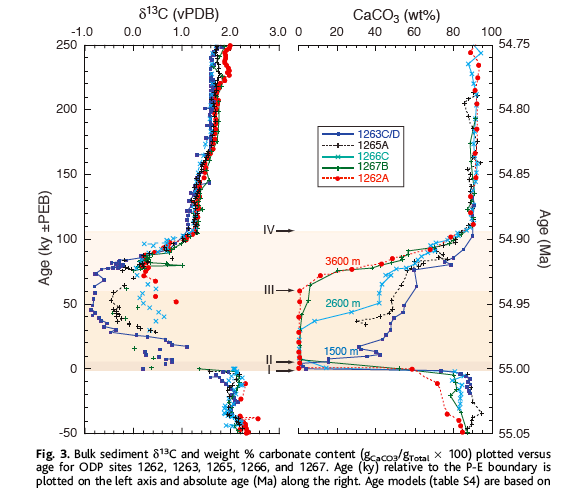 δ13C (vPDB) CaCO3 (wt%)
-1.0 0.0 1.0 2.0 3.0 0 20 40 60 80 100
250 54.75
1263C/D
1265A
1266C
1267B
1262A
200 54.80
150 54.85
IV
100 54.90
3600 m
III
2600 m
50 54.95
1500 m
II
I
0 55.00
-50 55.05
Age (ky ±PEB)
Age (Ma)
Fig. 3. Bulk sediment δ13C and weight % carbonate content (gCaCO3/gTotal × 100) plotted versus
age for ODP sites 1262, 1263, 1265, 1266, and 1267. Age (ky) relative to the P-E boundary is
plotted on the left axis and absolute age (Ma) along the right. Age models (table S4) are based on